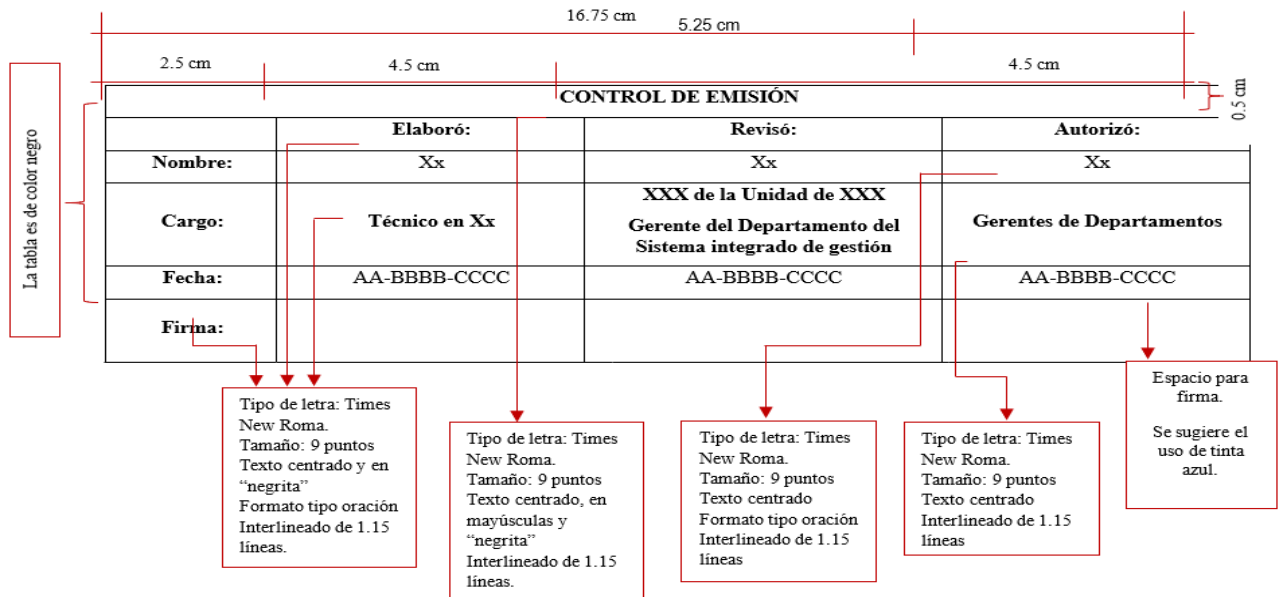 16.75 cm
5.25 cm
2.5 cm
4.5 cm
4.5 cm
0.5 cm
La tabla es de color negro
CONTROL DE EMISIÓN
Elaboró:
Revisó:
Autorizó:
Nombre:
Xx
Xx
Xx
Cargo:
Técnico en Xx
XXX de la Unidad de XXX
Gerente del Departamento del
Sistema integrado de gestión
Gerentes de Departamentos
Fecha:
AA-BBBB-CCCC
AA-BBBB-CCCC
AA-BBBB-CCCC
Firma:
Tipo de letra: Times
New Roma.
Tamaño: 9 puntos
Texto centrado y en
“negrita”
Formato tipo oración
Interlineado de 1.15
líneas.
Tipo de letra: Times
New Roma.
Tamaño: 9 puntos
Texto centrado, en
mayúsculas y
“negrita”
Interlineado de 1.15
líneas.
Tipo de letra: Times
New Roma.
Tamaño: 9 puntos
Texto centrado
Formato tipo oración
Interlineado de 1.15
líneas
Tipo de letra: Times
New Roma.
Tamaño: 9 puntos
Texto centrado
Interlineado de 1.15
líneas
Espacio para
firma.
Se sugiere el
uso de tinta
azul.